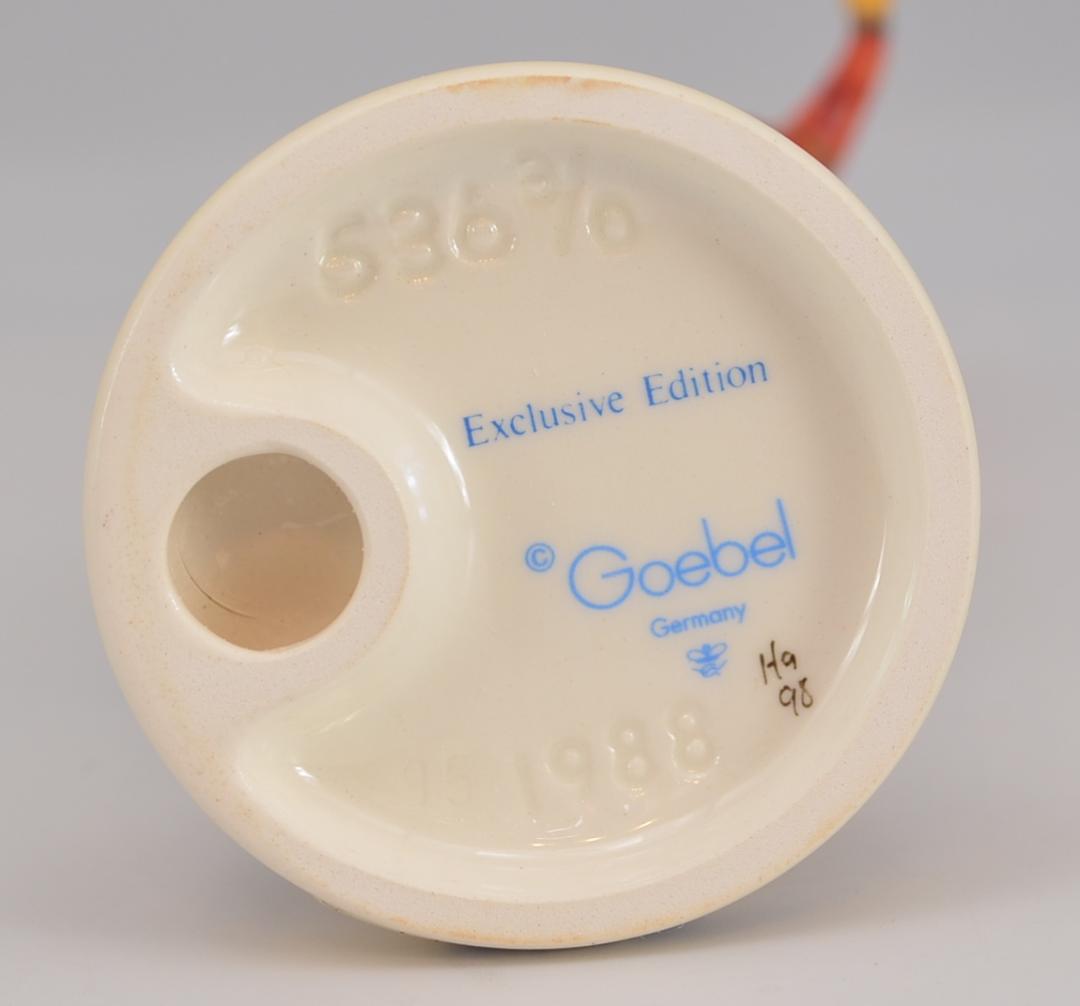 536 3/0
Exclusive Edition
© Goebel
Germany
Ha
98
1988